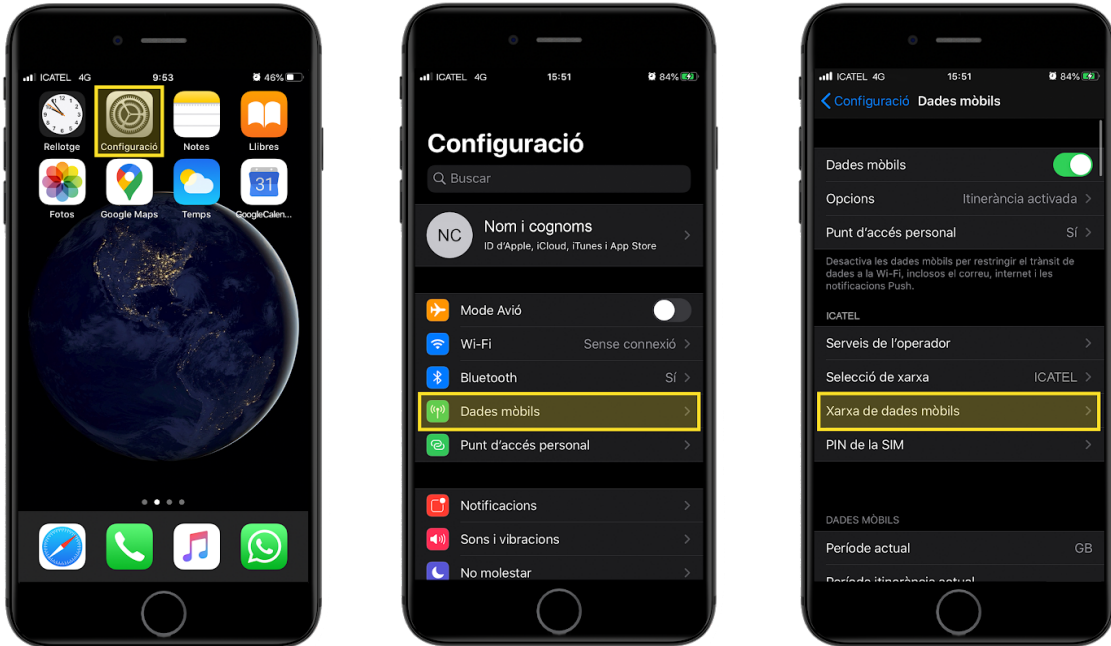 ICATEL 4G 9:53 46%
Rellotge Configuració Notes Llibres
31
Fotos Google Maps Temps GoogleCalen...
ICATEL 4G 15:51 84%
Configuració
Buscar
NC
Nom i cognoms
ID d'Apple, iCloud, iTunes i App Store
Mode Avió
Wi-Fi Sense connexió
Bluetooth Sí
Dades mòbils
Punt d'accés personal
Notificacions
Sons i vibracions
No molestar
ICATEL 4G 15:51 84%
Configuració Dades mòbils
Dades mòbils
Opcions Itinerància activada
Punt d'accés personal Sí
Desactiva les dades mòbils per restringir el trànsit de
dades a la Wi-Fi, inclosos el correu, internet i les
notificacions Push.
ICATEL
Serveis de l'operador
Selecció de xarxa ICATEL
Xarxa de dades mòbils
PIN de la SIM
DADES MÒBILS
Període actual GB
Període itinerància actual